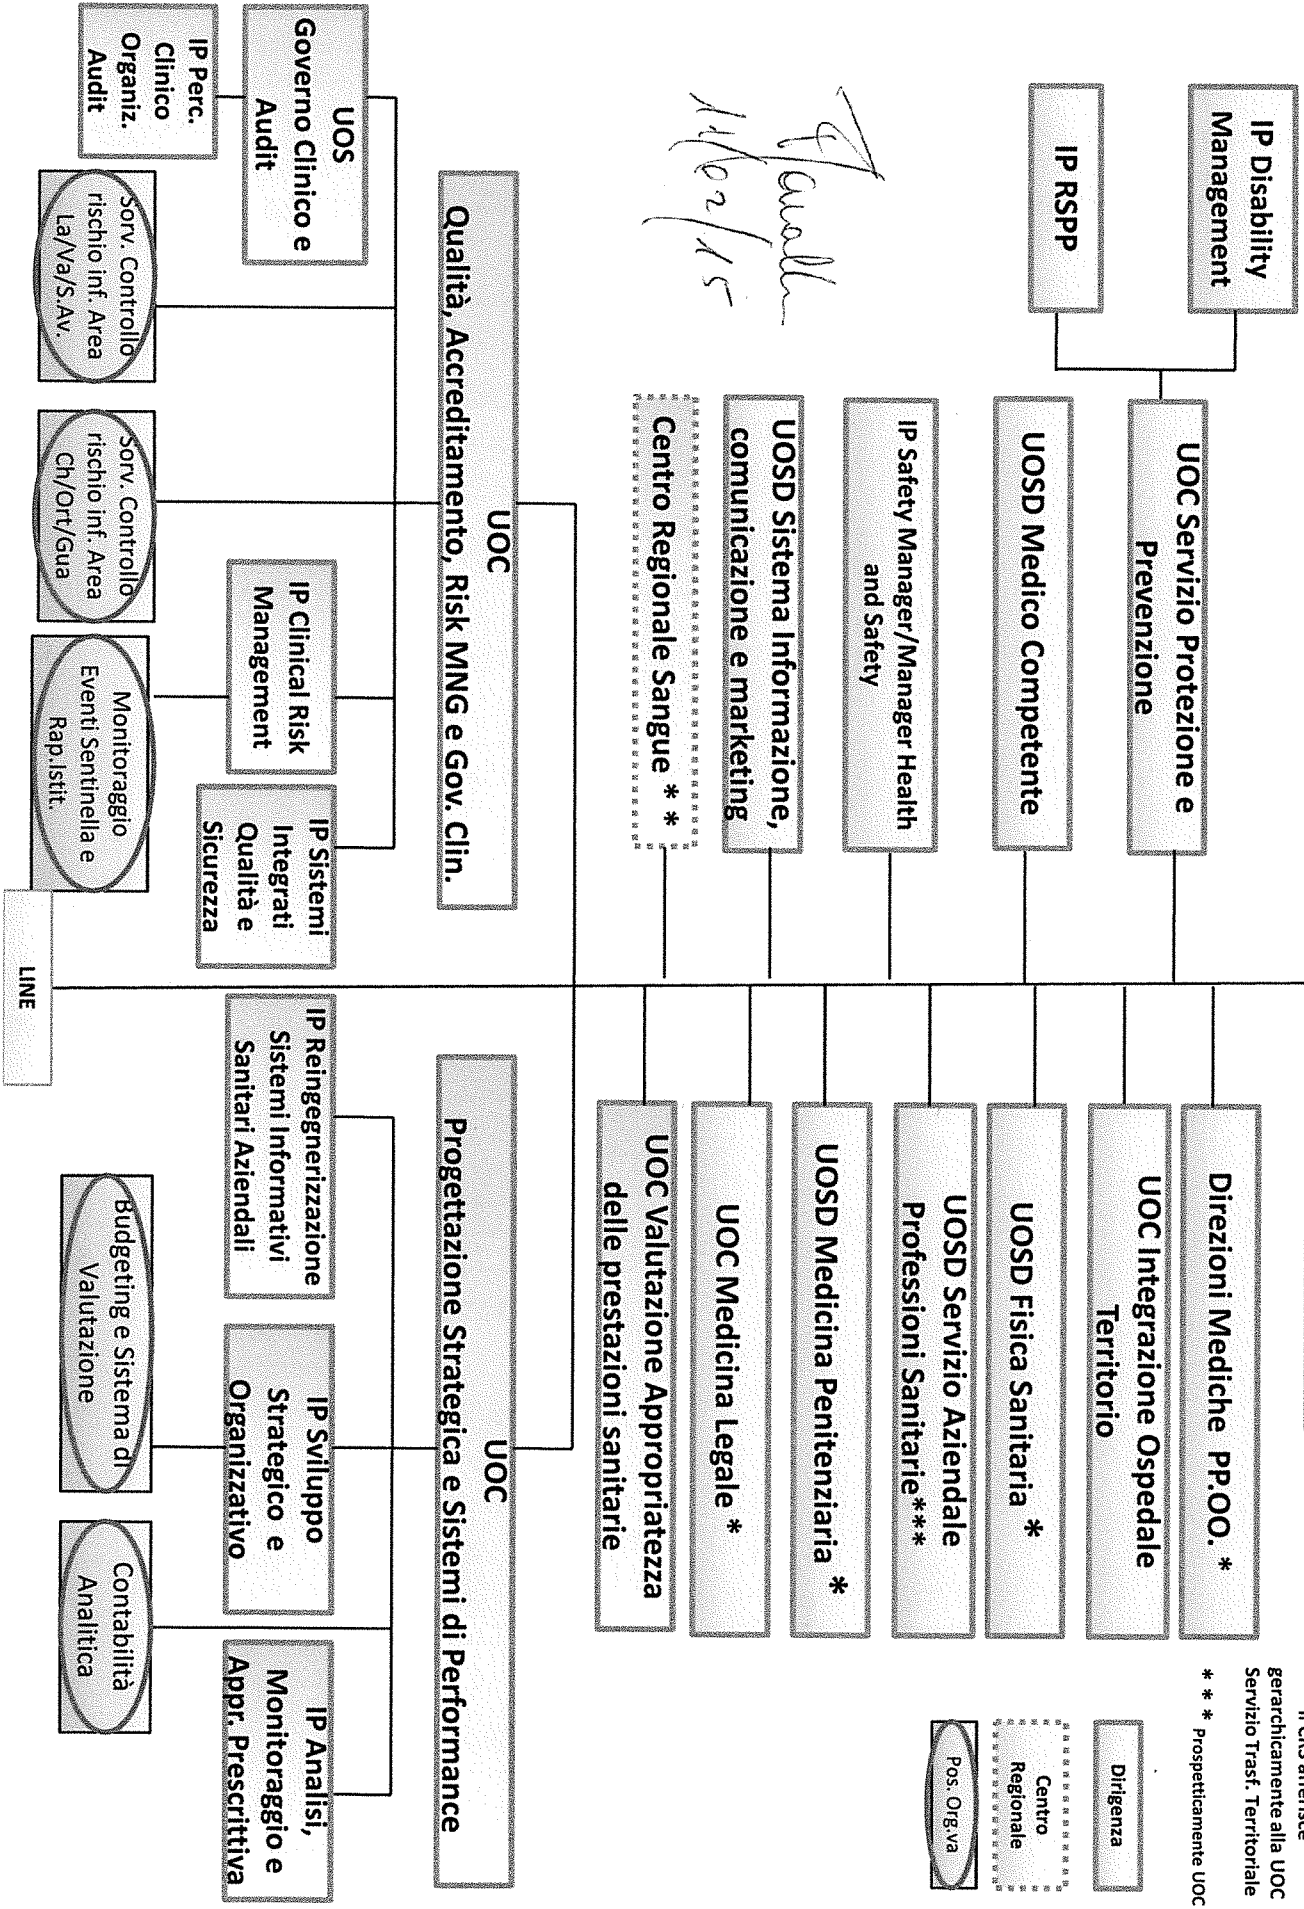 IP Disability
Management
IP RSPP
UOC Servizio Protezione e
Prevenzione
UOSD Medico Competente
IP Safety Manager/Manager Health
and Safety
UOSD Sistema Informazione,
comunicazione e marketing
Centro Regionale Sangue * *
Direzioni Mediche PP.OO. *
UOC Integrazione Ospedale
Territorio
UOSD Fisica Sanitaria *
UOSD Servizio Aziendale
Professioni Sanitarie***
UOSD Medicina Penitenziaria *
UOC Medicina Legale *
UOC Valutazione Appropriatezza
delle prestazioni sanitarie
gerarchicamente alla UOC
Servizio Trasf. Territoriale
* * * Prospetticamente UOC
Dirigenza
Centro
Regionale
Pos. Org.va
11/02/15
UOC
Qualità, Accreditamento, Risk MNG e Gov. Clin.
UOS
Governo Clinico e
Audit
IP Perc.
Clinico
Organiz.
Audit
Sorv. Controllo
rischio inf. Area
La/Va/S.Av.
Sorv. Controllo
rischio inf. Area
Ch/Ort/Gua
IP Clinical Risk
Management
Monitoraggio
Eventi Sentinella e
Rap.Istit.
IP Sistemi
Integrati
Qualità e
Sicurezza
UOC
Progettazione Strategica e Sistemi di Performance
IP Reingegnerizzazione
Sistemi Informativi
Sanitari Aziendali
IP Sviluppo
Strategico e
Organizzativo
IP Analisi,
Monitoraggio e
Appr. Prescrittiva
Budgeting e Sistema di
Valutazione
Contabilità
Analitica
LINE